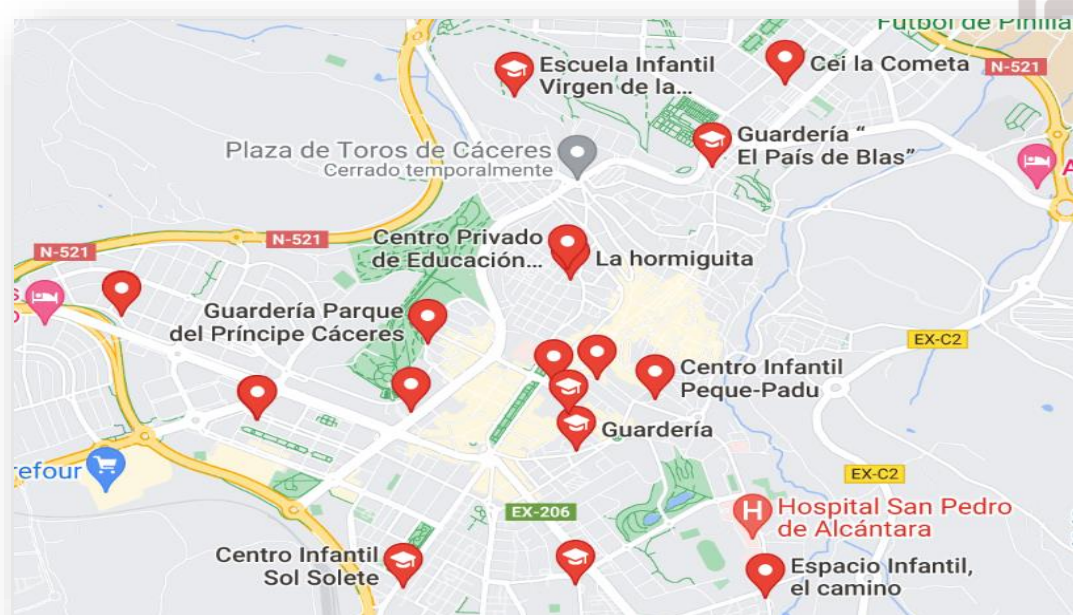 Fútbol de Pinilla
Escuela Infantil
Virgen de la...
Cei la Cometa
N-521
Guardería “
El País de Blas”
Plaza de Toros de Cáceres
Cerrado temporalmente
A
N-521
N-521
Centro Privado
de Educación...
La hormiguita
Guardería Parque
del Príncipe Cáceres
EX-C2
Centro Infantil
Peque-Padu
Guardería
refour
EX-C2
EX-206
H
Hospital San Pedro
de Alcántara
Centro Infantil
Sol Solete
Espacio Infantil,
el camino